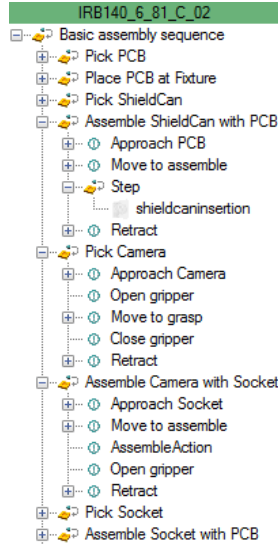 IRB140_6_81_C_02
Basic assembly sequence
Pick PCB
Place PCB at Fixture
Pick ShieldCan
Assemble ShieldCan with PCB
Approach PCB
Move to assemble
Step
shieldcaninsertion
Retract
Pick Camera
Approach Camera
Open gripper
Move to grasp
Close gripper
Retract
Assemble Camera with Socket
Approach Socket
Move to assemble
AssembleAction
Open gripper
Retract
Pick Socket
Assemble Socket with PCB